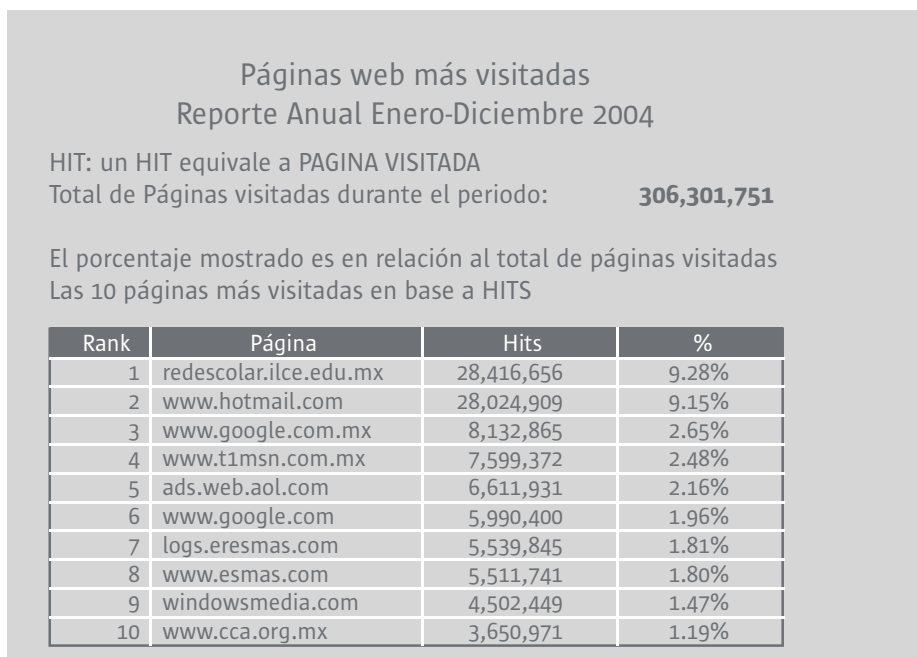 Páginas web más visitadas
Reporte Anual Enero-Diciembre 2004
HIT: un HIT equivale a PAGINA VISITADA
Total de Páginas visitadas durante el periodo: 306,301,751
El porcentaje mostrado es en relación al total de páginas visitadas
Las 10 páginas más visitadas en base a HITS
Rank Página Hits %
1 redescolar.ilce.edu.mx 28,416,656 9.28%
2 www.hotmail.com 28,024,909 9.15%
3 www.google.com.mx 8,132,865 2.65%
4 www.t1msn.com.mx 7,599,372 2.48%
5 ads.web.aol.com 6,611,931 2.16%
6 www.google.com 5,990,400 1.96%
7 logs.eresmas.com 5,539,845 1.81%
8 www.esmas.com 5,511,741 1.80%
9 windowsmedia.com 4,502,449 1.47%
10 www.cca.org.mx 3,650,971 1.19%